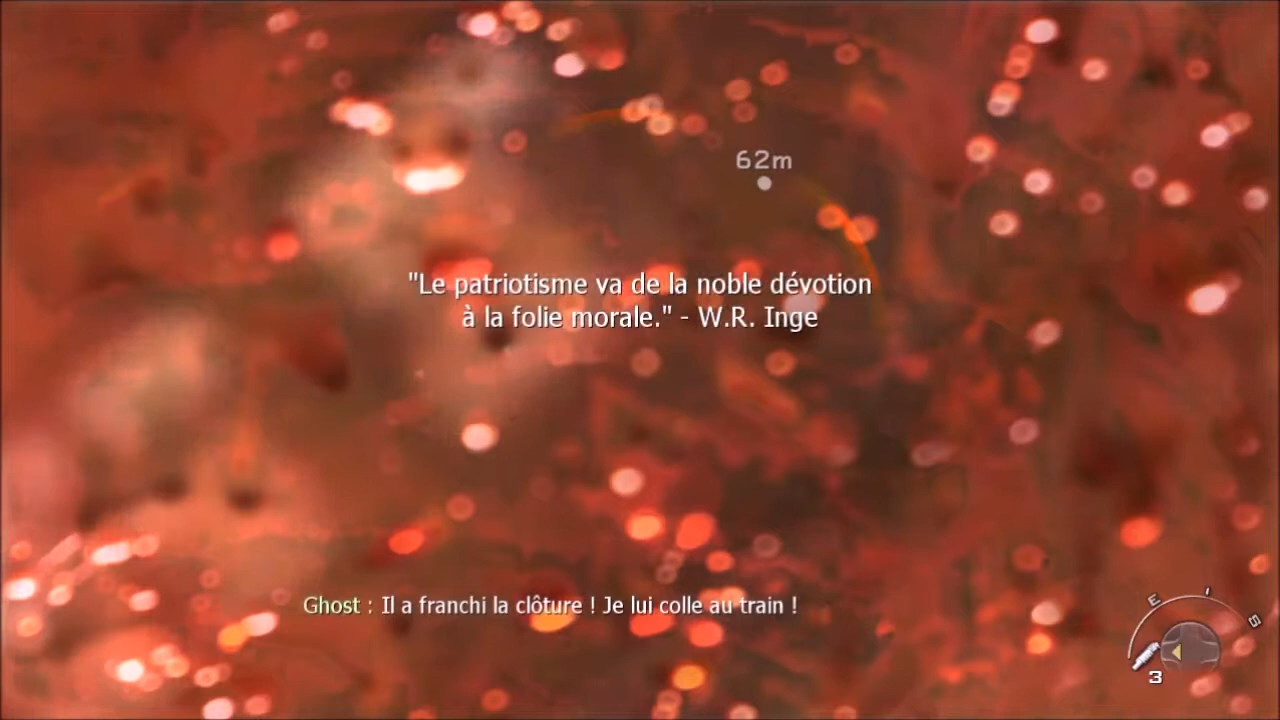 62m
"Le patriotisme va de la noble dévotion
à la folie morale." - W.R. Inge
Ghost : Il a franchi la clôture ! Je lui colle au train !
E
S
3